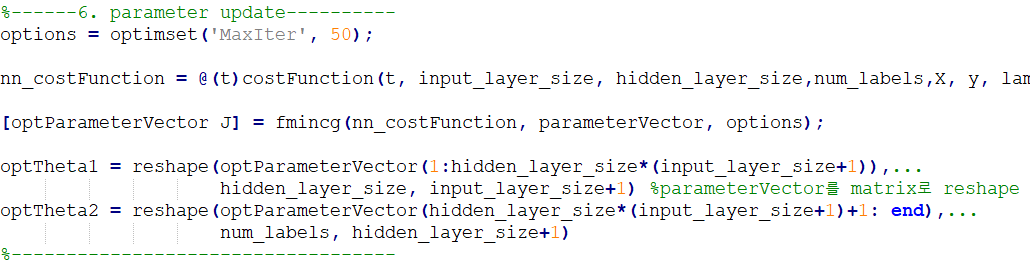 %------6. parameter update----------
options = optimset('MaxIter', 50);
nn_costFunction = @(t)costFunction(t, input_layer_size, hidden_layer_size,num_labels,X, y, lam
[optParameterVector J] = fmincg(nn_costFunction, parameterVector, options);
optTheta1 = reshape(optParameterVector(1:hidden_layer_size*(input_layer_size+1)),...
hidden_layer_size, input_layer_size+1) %parameterVector를 matrix로 reshape
optTheta2 = reshape(optParameterVector(hidden_layer_size*(input_layer_size+1)+1: end),...
num_labels, hidden_layer_size+1)
%-----------------------------------